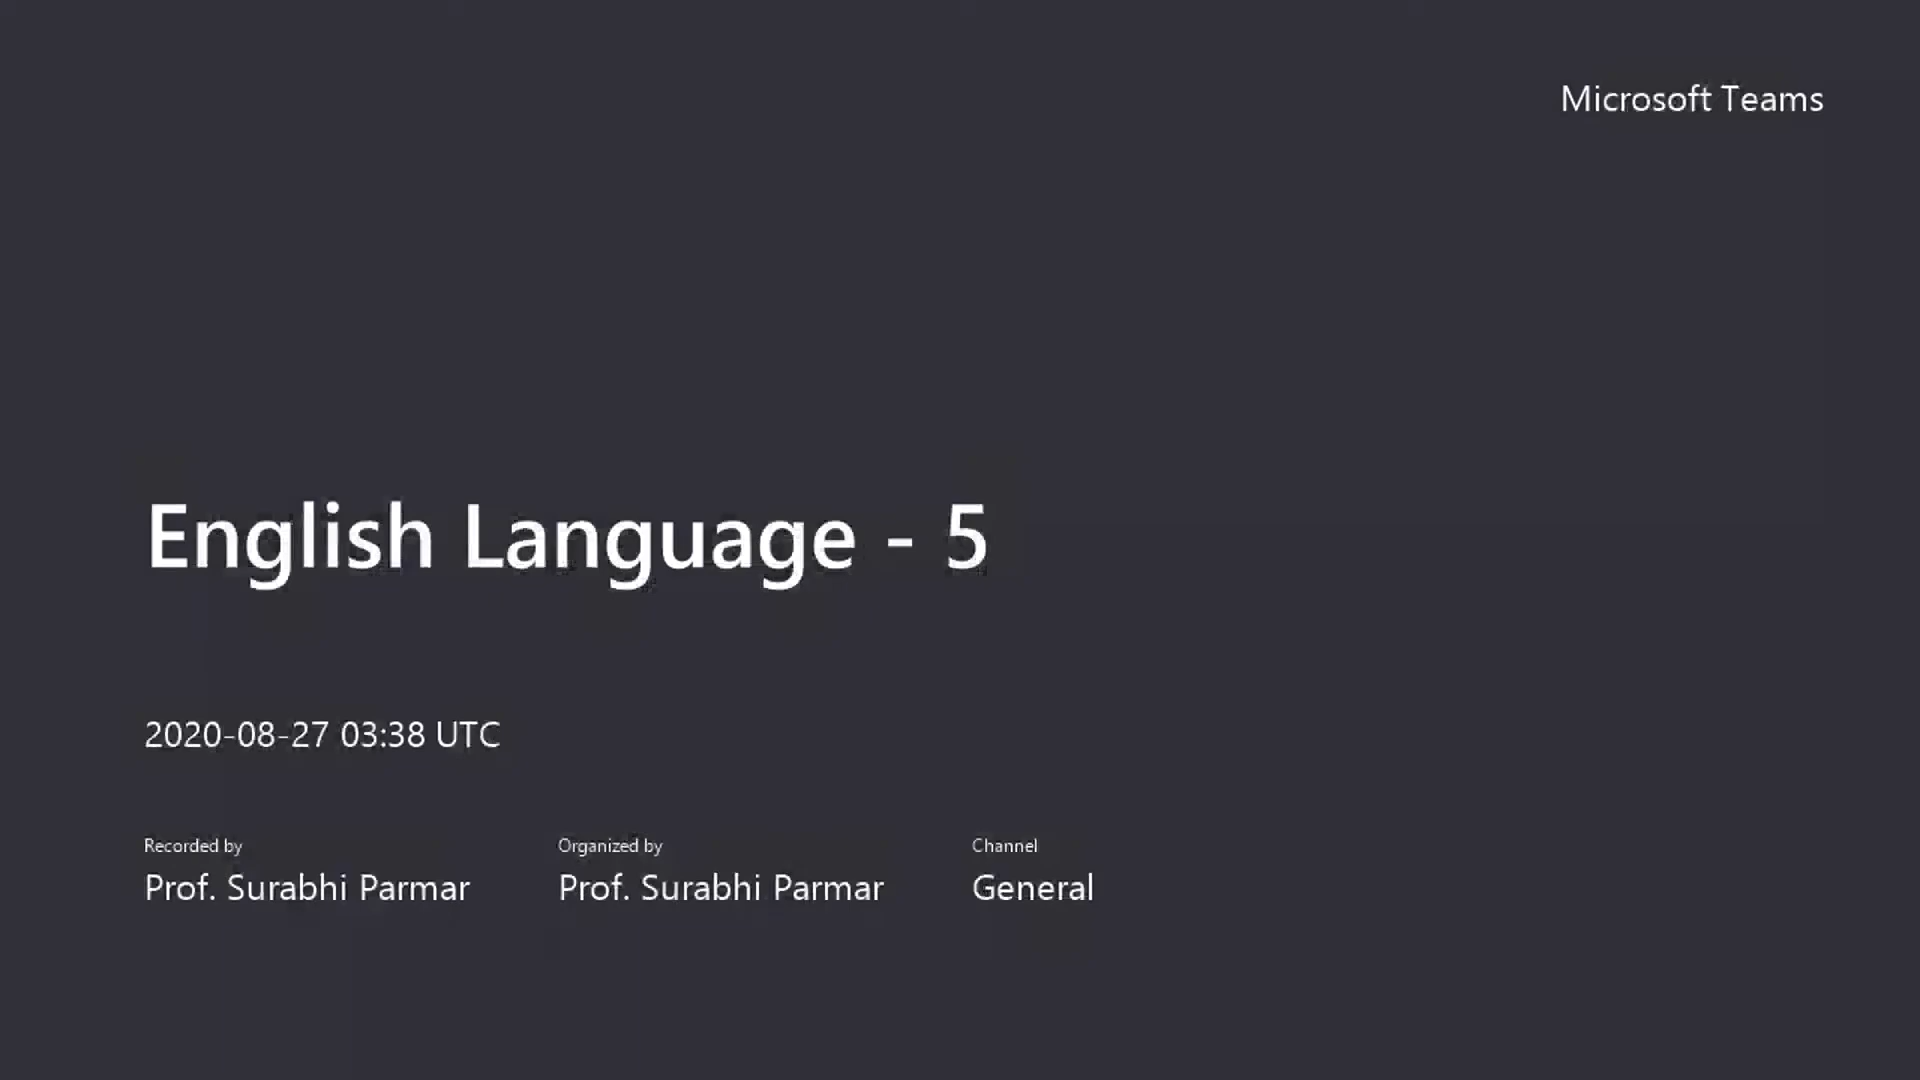 Microsoft Teams
English Language - 5
2020-08-27 03:38 UTC
Recorded by
Prof. Surabhi Parmar
Organized by
Prof. Surabhi Parmar
Channel
General